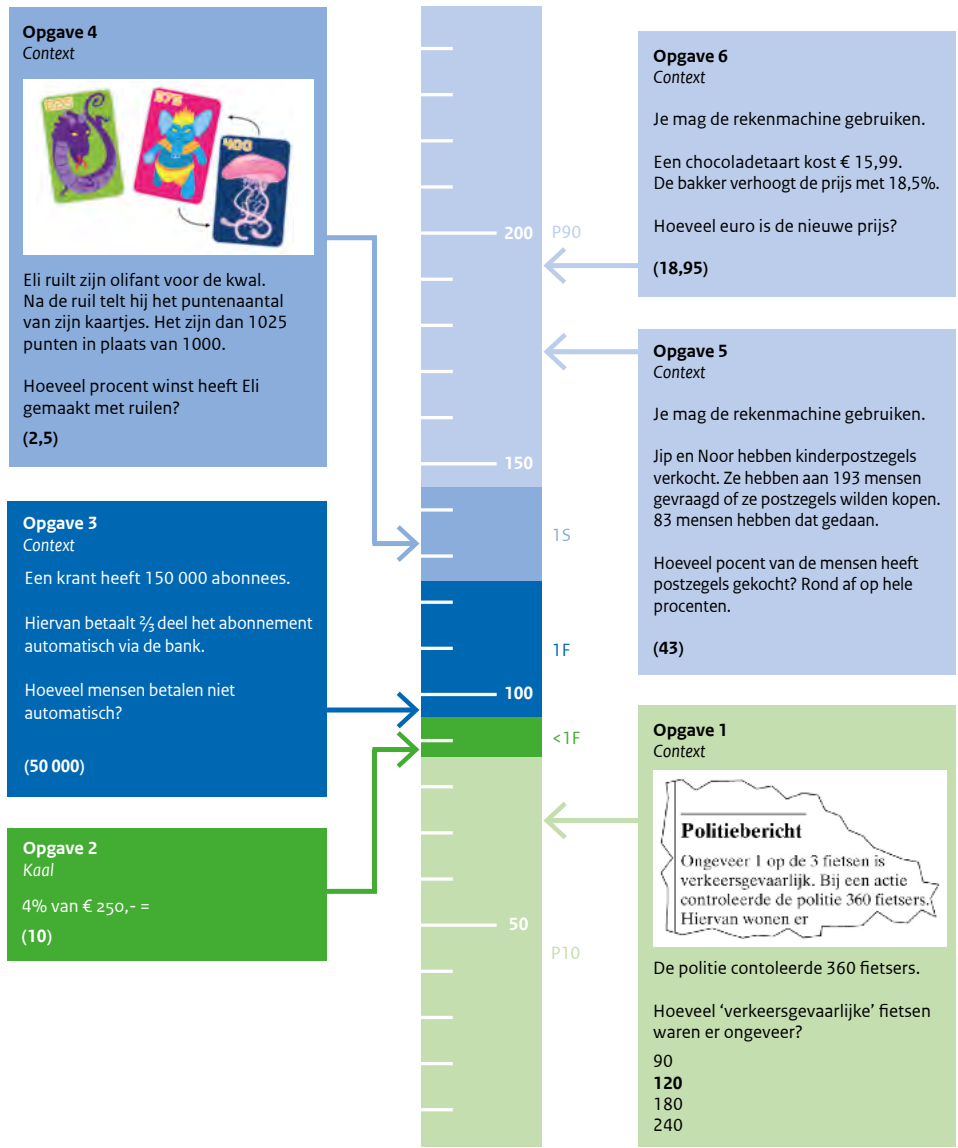 Opgave 4
Context
225
375
400
Eli ruilt zijn olifant voor de kwal.
Na de ruil telt hij het puntenaantal
van zijn kaartjes. Het zijn dan 1025
punten in plaats van 1000.
Hoeveel procent winst heeft Eli
gemaakt met ruilen?
(2,5)
Opgave 3
Context
Een krant heeft 150 000 abonnees.
Hiervan betaalt ⅔ deel het abonnement
automatisch via de bank.
Hoeveel mensen betalen niet
automatisch?
(50 000)
Opgave 2
Kaal
4% van € 250,- =
(10)
200
150
100
50
P90
1S
1F
<1F
P10
Opgave 6
Context
Je mag de rekenmachine gebruiken.
Een chocoladetaart kost € 15,99.
De bakker verhoogt de prijs met 18,5%.
Hoeveel euro is de nieuwe prijs?
(18,95)
Opgave 5
Context
Je mag de rekenmachine gebruiken.
Jip en Noor hebben kinderpostzegels
verkocht. Ze hebben aan 193 mensen
gevraagd of ze postzegels wilden kopen.
83 mensen hebben dat gedaan.
Hoeveel pocent van de mensen heeft
postzegels gekocht? Rond af op hele
procenten.
(43)
Opgave 1
Context
Politiebericht
Ongeveer 1 op de 3 fietsen is
verkeersgevaarlijk. Bij een actie
controleerde de politie 360 fietsers.
Hiervan wonen er
De politie contoleerde 360 fietsers.
Hoeveel ‘verkeersgevaarlijke’ fietsen
waren er ongeveer?
90
120
180
240